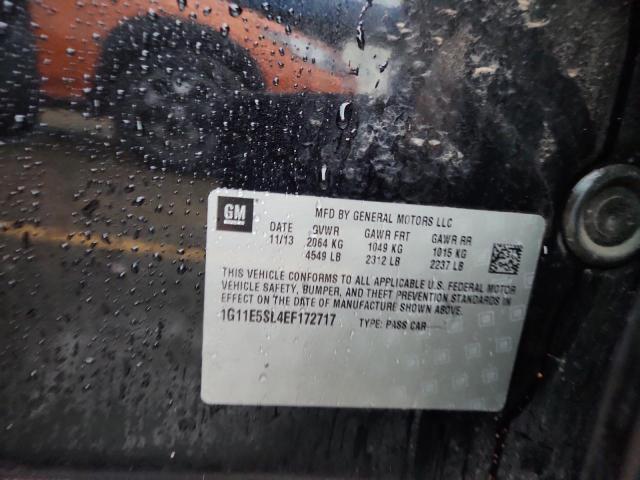 GM
MFD BY GENERAL MOTORS LLC
DATE GVWR GAWR FRT GAWR RR
11/13 2064 KG 1049 KG 1015 KG
4549 LB 2312 LB 2237 LB
THIS VEHICLE CONFORMS TO ALL APPLICABLE U.S. FEDERAL MOTOR
VEHICLE SAFETY, BUMPER, AND THEFT PREVENTION STANDARDS IN
EFFECT ON THE DATE OF MANUFACTURE SHOWN ABOVE.
1G11E5SL4EF172717 TYPE: PASS CAR